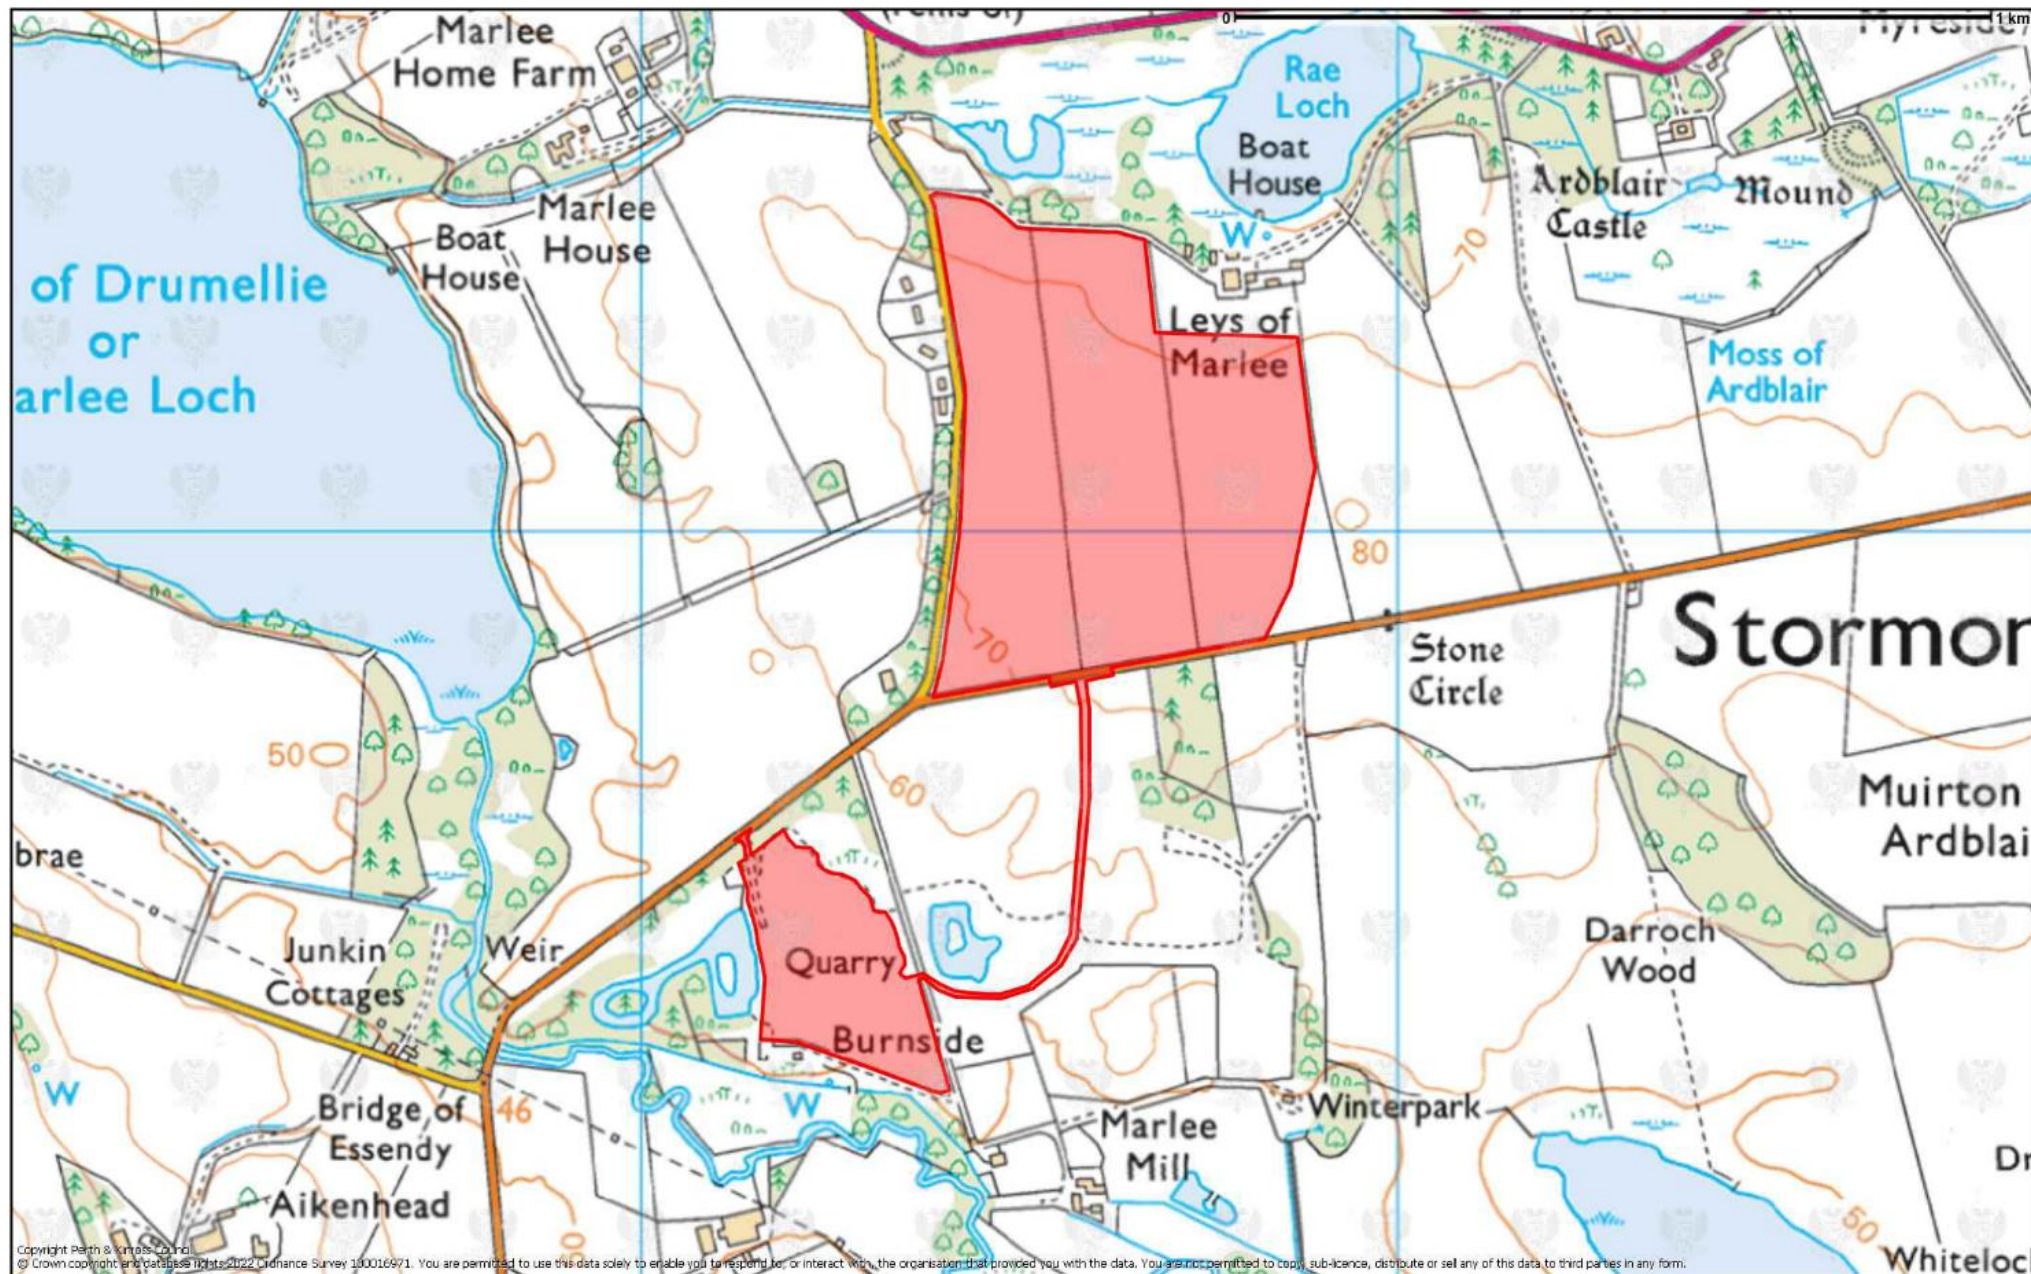 0
1 km
Marlee
Home Farm
Rae
Loch
Boat
House
Ardblair
Castle
Mound
Marlee
House
Boat
House
W
70
of Drumellie
or
arlee Loch
Leys of
Marlee
Moss of
Ardblair
80
Stormor
Stone
Circle
70
50
60
Muirton
Ardblai
brae
Junkin
Cottages
Weir
Quarry
Darroch
Wood
Burnside
W
W
46
Bridge of
Essendy
Marlee
Mill
Winterpark
Aikenhead
Dr
50
Whiteloc
Copyright Perth & Kinross Council
© Crown copyright and database rights 2022 Ordnance Survey 100016971. You are permitted to use this data solely to enable you to respond to, or interact with, the organisation that provided you with the data. You are not permitted to copy, sub-licence, distribute or sell any of this data to third parties in any form.